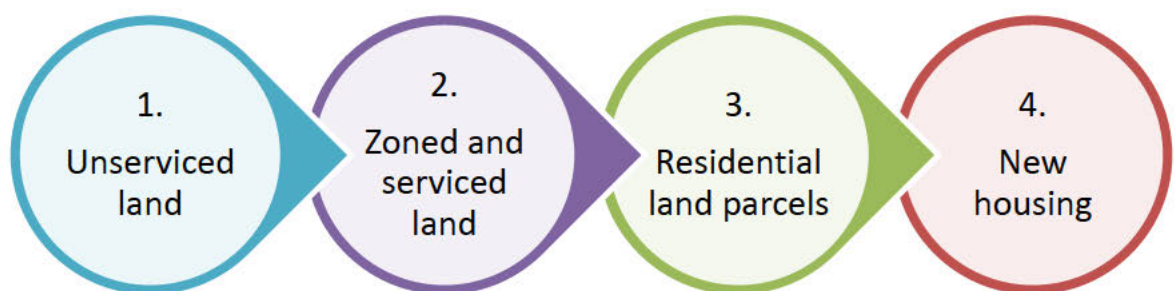 1.
Unserviced
land
2.
Zoned and
serviced
land
3.
Residential
land parcels
4.
New
housing